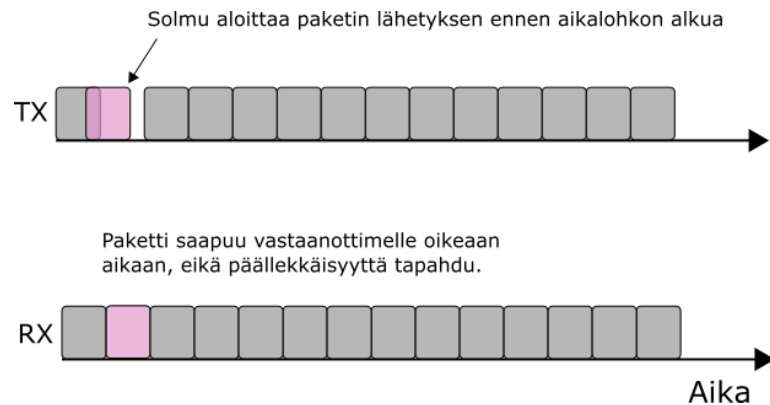 Solmu aloittaa paketin lähetyksen ennen aikalohkon alkua
TX
Paketti saapuu vastaanottimelle oikeaan
aikaan, eikä päällekkäisyyttä tapahdu.
RX
Aika